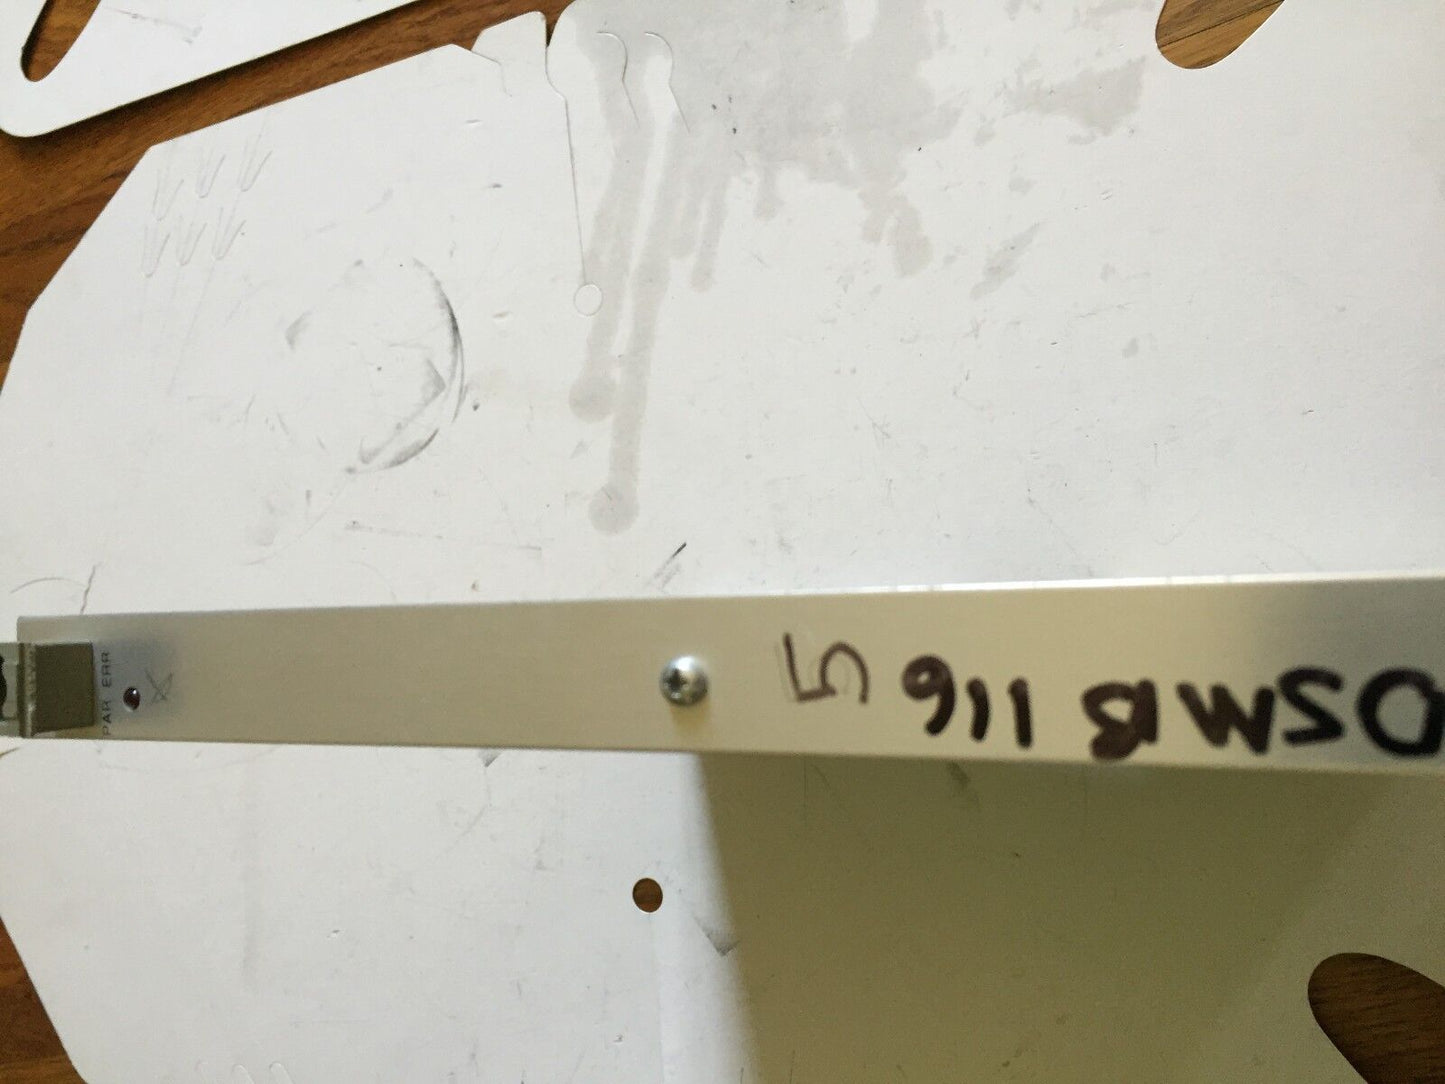 DSMB 116
5
PAR ERR